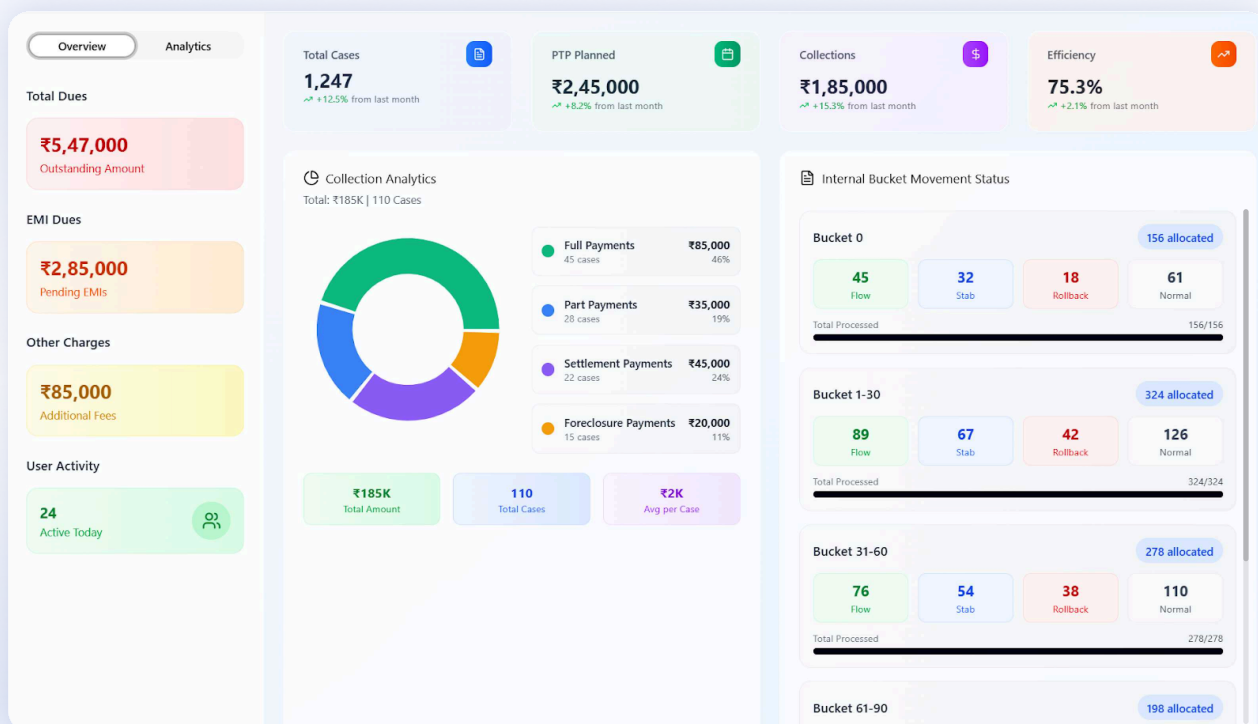 Overview
Analytics
Total Dues
₹5,47,000
Outstanding Amount
EMI Dues
₹2,85,000
Pending EMIs
Other Charges
₹85,000
Additional Fees
User Activity
24
Active Today
Total Cases
1,247
+12.5% from last month
PTP Planned
₹2,45,000
+8.2% from last month
Collections
$
₹1,85,000
+15.3% from last month
Efficiency
75.3%
+2.1% from last month
Collection Analytics
Total: ₹185K | 110 Cases
Full Payments ₹85,000
45 cases 46%
Part Payments ₹35,000
28 cases 19%
Settlement Payments ₹45,000
22 cases 24%
Foreclosure Payments ₹20,000
15 cases 11%
₹185K
Total Amount
110
Total Cases
₹2K
Avg per Case
Internal Bucket Movement Status
Bucket 0 156 allocated
45 32 18 61
Flow Stab Rollback Normal
Total Processed 156/156
Bucket 1-30 324 allocated
89 67 42 126
Flow Stab Rollback Normal
Total Processed 324/324
Bucket 31-60 278 allocated
76 54 38 110
Flow Stab Rollback Normal
Total Processed 278/278
Bucket 61-90 198 allocated